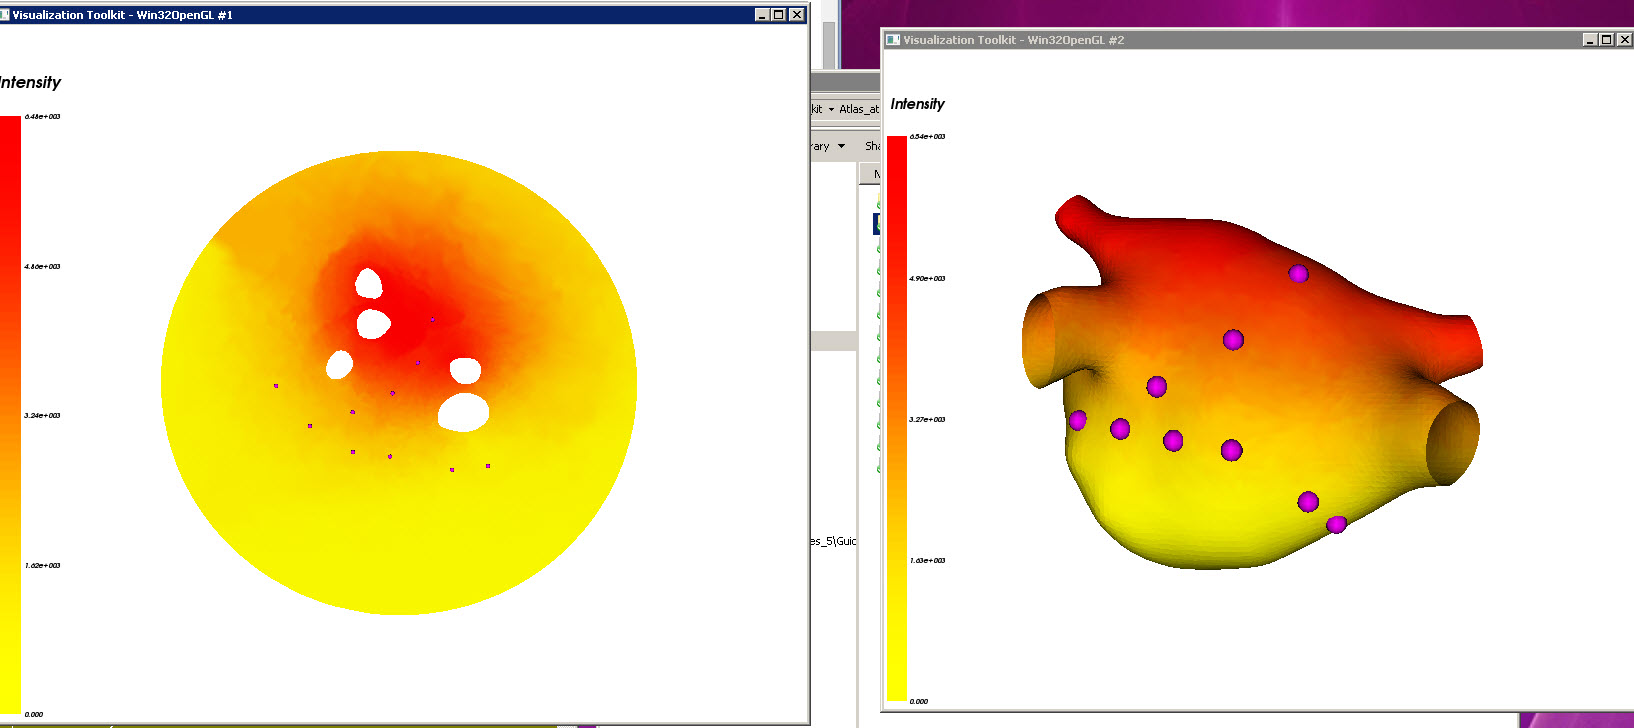 Visualization Toolkit - Win32OpenGL #1
Intensity
6.48e+003
4.86e+003
3.24e+003
1.62e+003
0.000
kit
Atlas_at
rary
Sha
N
es_5\Guid
Visualization Toolkit - Win32OpenGL #2
Intensity
6.54e+003
4.90e+003
3.27e+003
1.63e+003
0.000